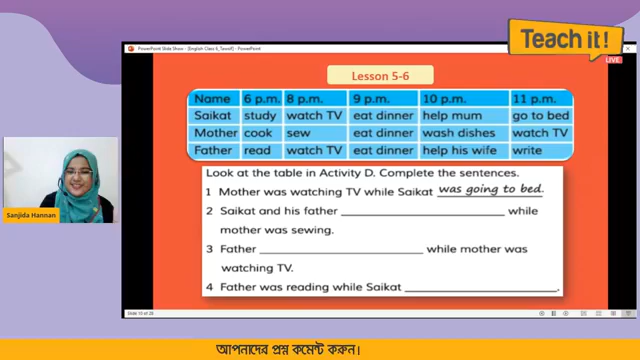 PowerPoint Slide Show - [English Class 4_Tawsif] - PowerPoint
Teach it!
LIVE
Lesson 5-6
Name 6 p.m. 8 p.m. 9 p.m. 10 p.m. 11 p.m.
Saikat study watch TV eat dinner help mum go to bed
Mother cook sew eat dinner wash dishes watch TV
Father read watch TV eat dinner help his wife write
Look at the table in Activity D. Complete the sentences.
1 Mother was watching TV while Saikat was going to bed.
2 Saikat and his father ______ while
mother was sewing.
3 Father ______ while mother was
watching TV.
4 Father was reading while Saikat ______.
Sanjida Hannan
আপনাদের প্রশ্ন কমেন্ট করুন।